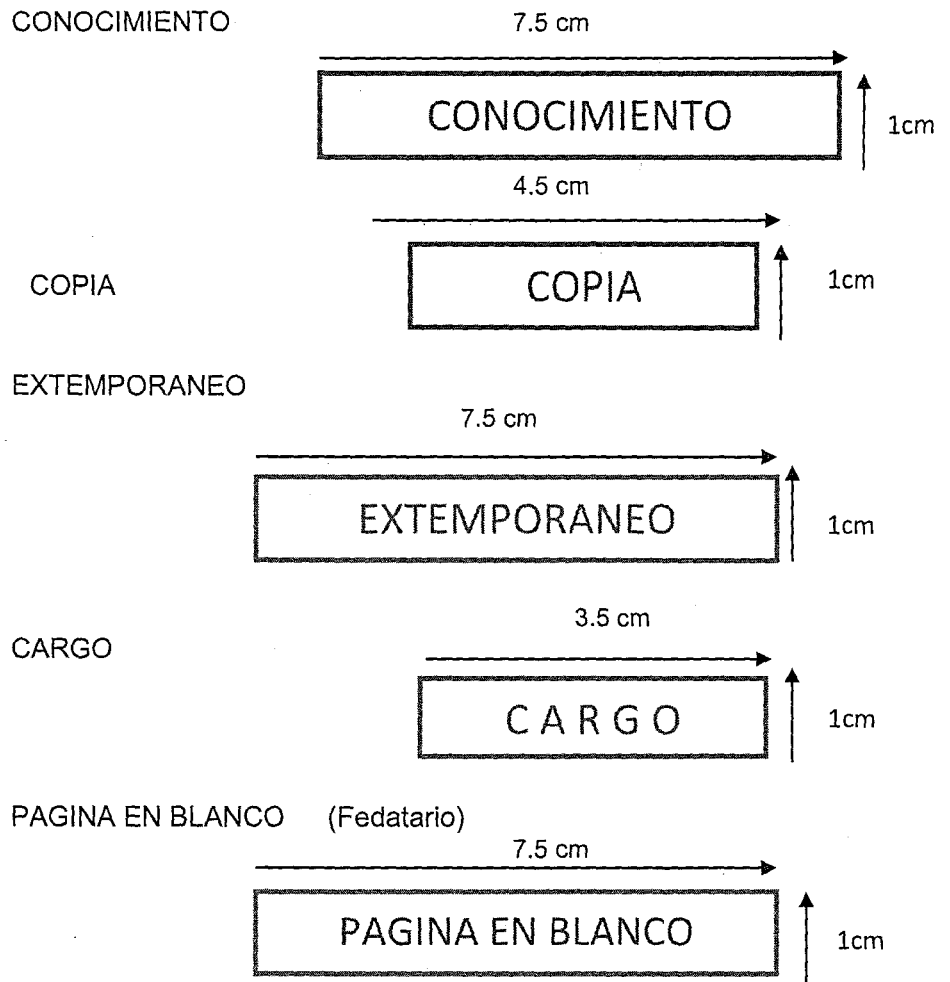 CONOCIMIENTO
7.5 cm
CONOCIMIENTO
1cm
4.5 cm
COPIA
COPIA
1cm
EXTEMPORANEO
7.5 cm
EXTEMPORANEO
1cm
3.5 cm
CARGO
C A R G O
1cm
PAGINA EN BLANCO (Fedatario)
7.5 cm
PAGINA EN BLANCO
1cm